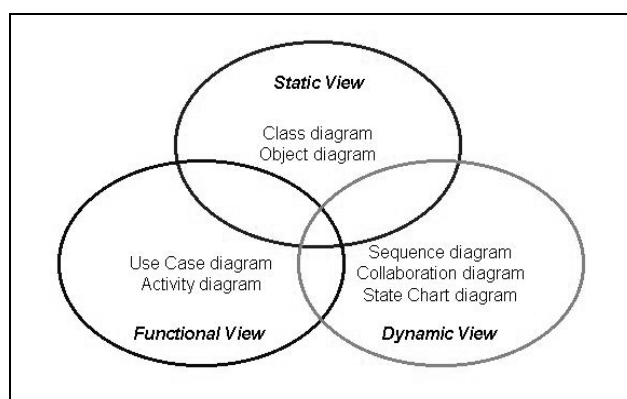 Static View
Class diagram
Object diagram
Use Case diagram
Activity diagram
Functional View
Sequence diagram
Collaboration diagram
State Chart diagram
Dynamic View